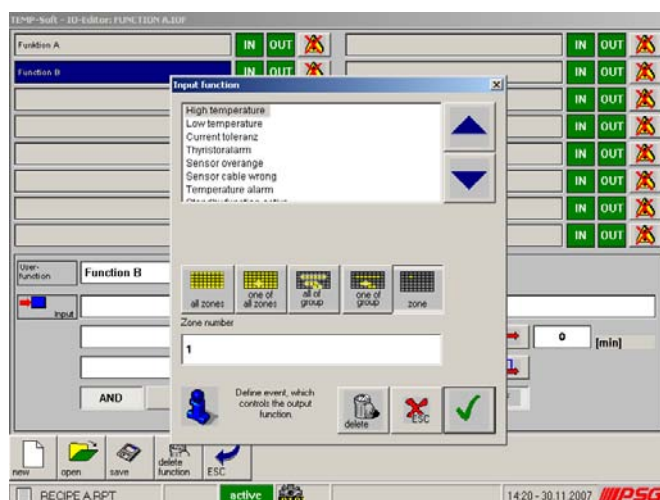 TEMP-Soft - IO-Editor: FUNCTION A.IOF
Funktion A IN OUT IN OUT
Function B IN OUT IN OUT
Input function
High temperature
Low temperature
Current toleranz
Thyristoralarm
Sensor overange
Sensor cable wrong
Temperature alarm
IN OUT
IN OUT
IN OUT
IN OUT
IN OUT
IN OUT
User-function Function B
all zones
one of all zones
all of group
one of group
zone
Input
Zone number
1
0 [min]
AND
Define event, which
controls the output
function.
delete
ESC
new
open
save
delete function
ESC
RECIPE A.RPT active 14:20 - 30.11.2007 PSG